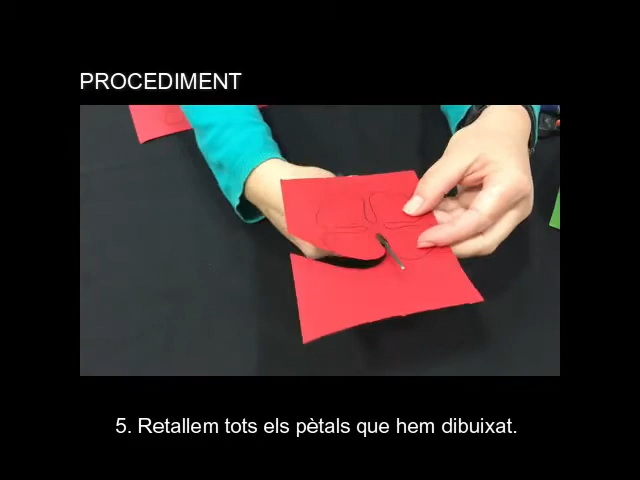 PROCEDIMENT
5. Retallem tots els pètals que hem dibuixat.